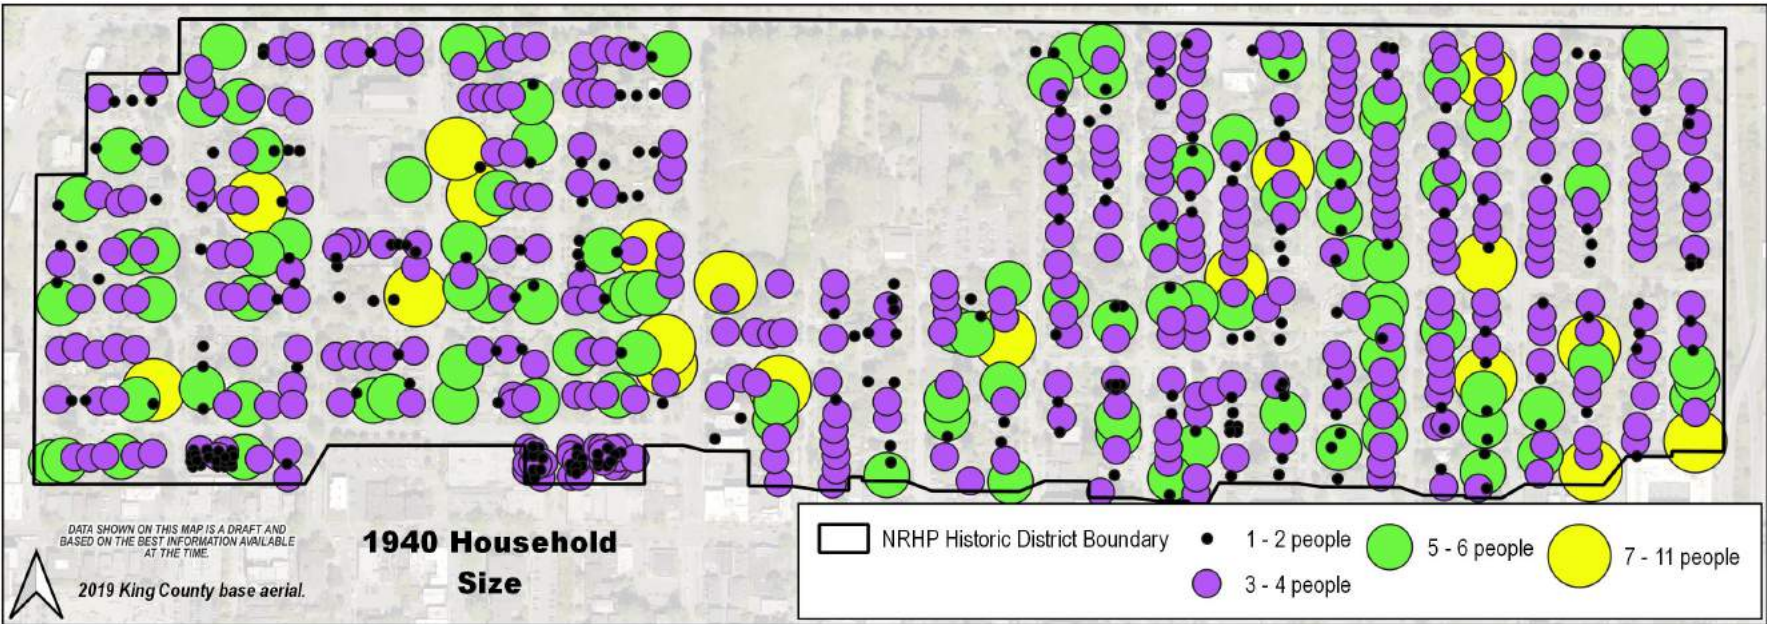 DATA SHOWN ON THIS MAP IS A DRAFT AND
BASED ON THE BEST INFORMATION AVAILABLE
AT THE TIME.
2019 King County base aerial.
1940 Household
Size
NRHP Historic District Boundary
1 - 2 people
3 - 4 people
5 - 6 people
7 - 11 people